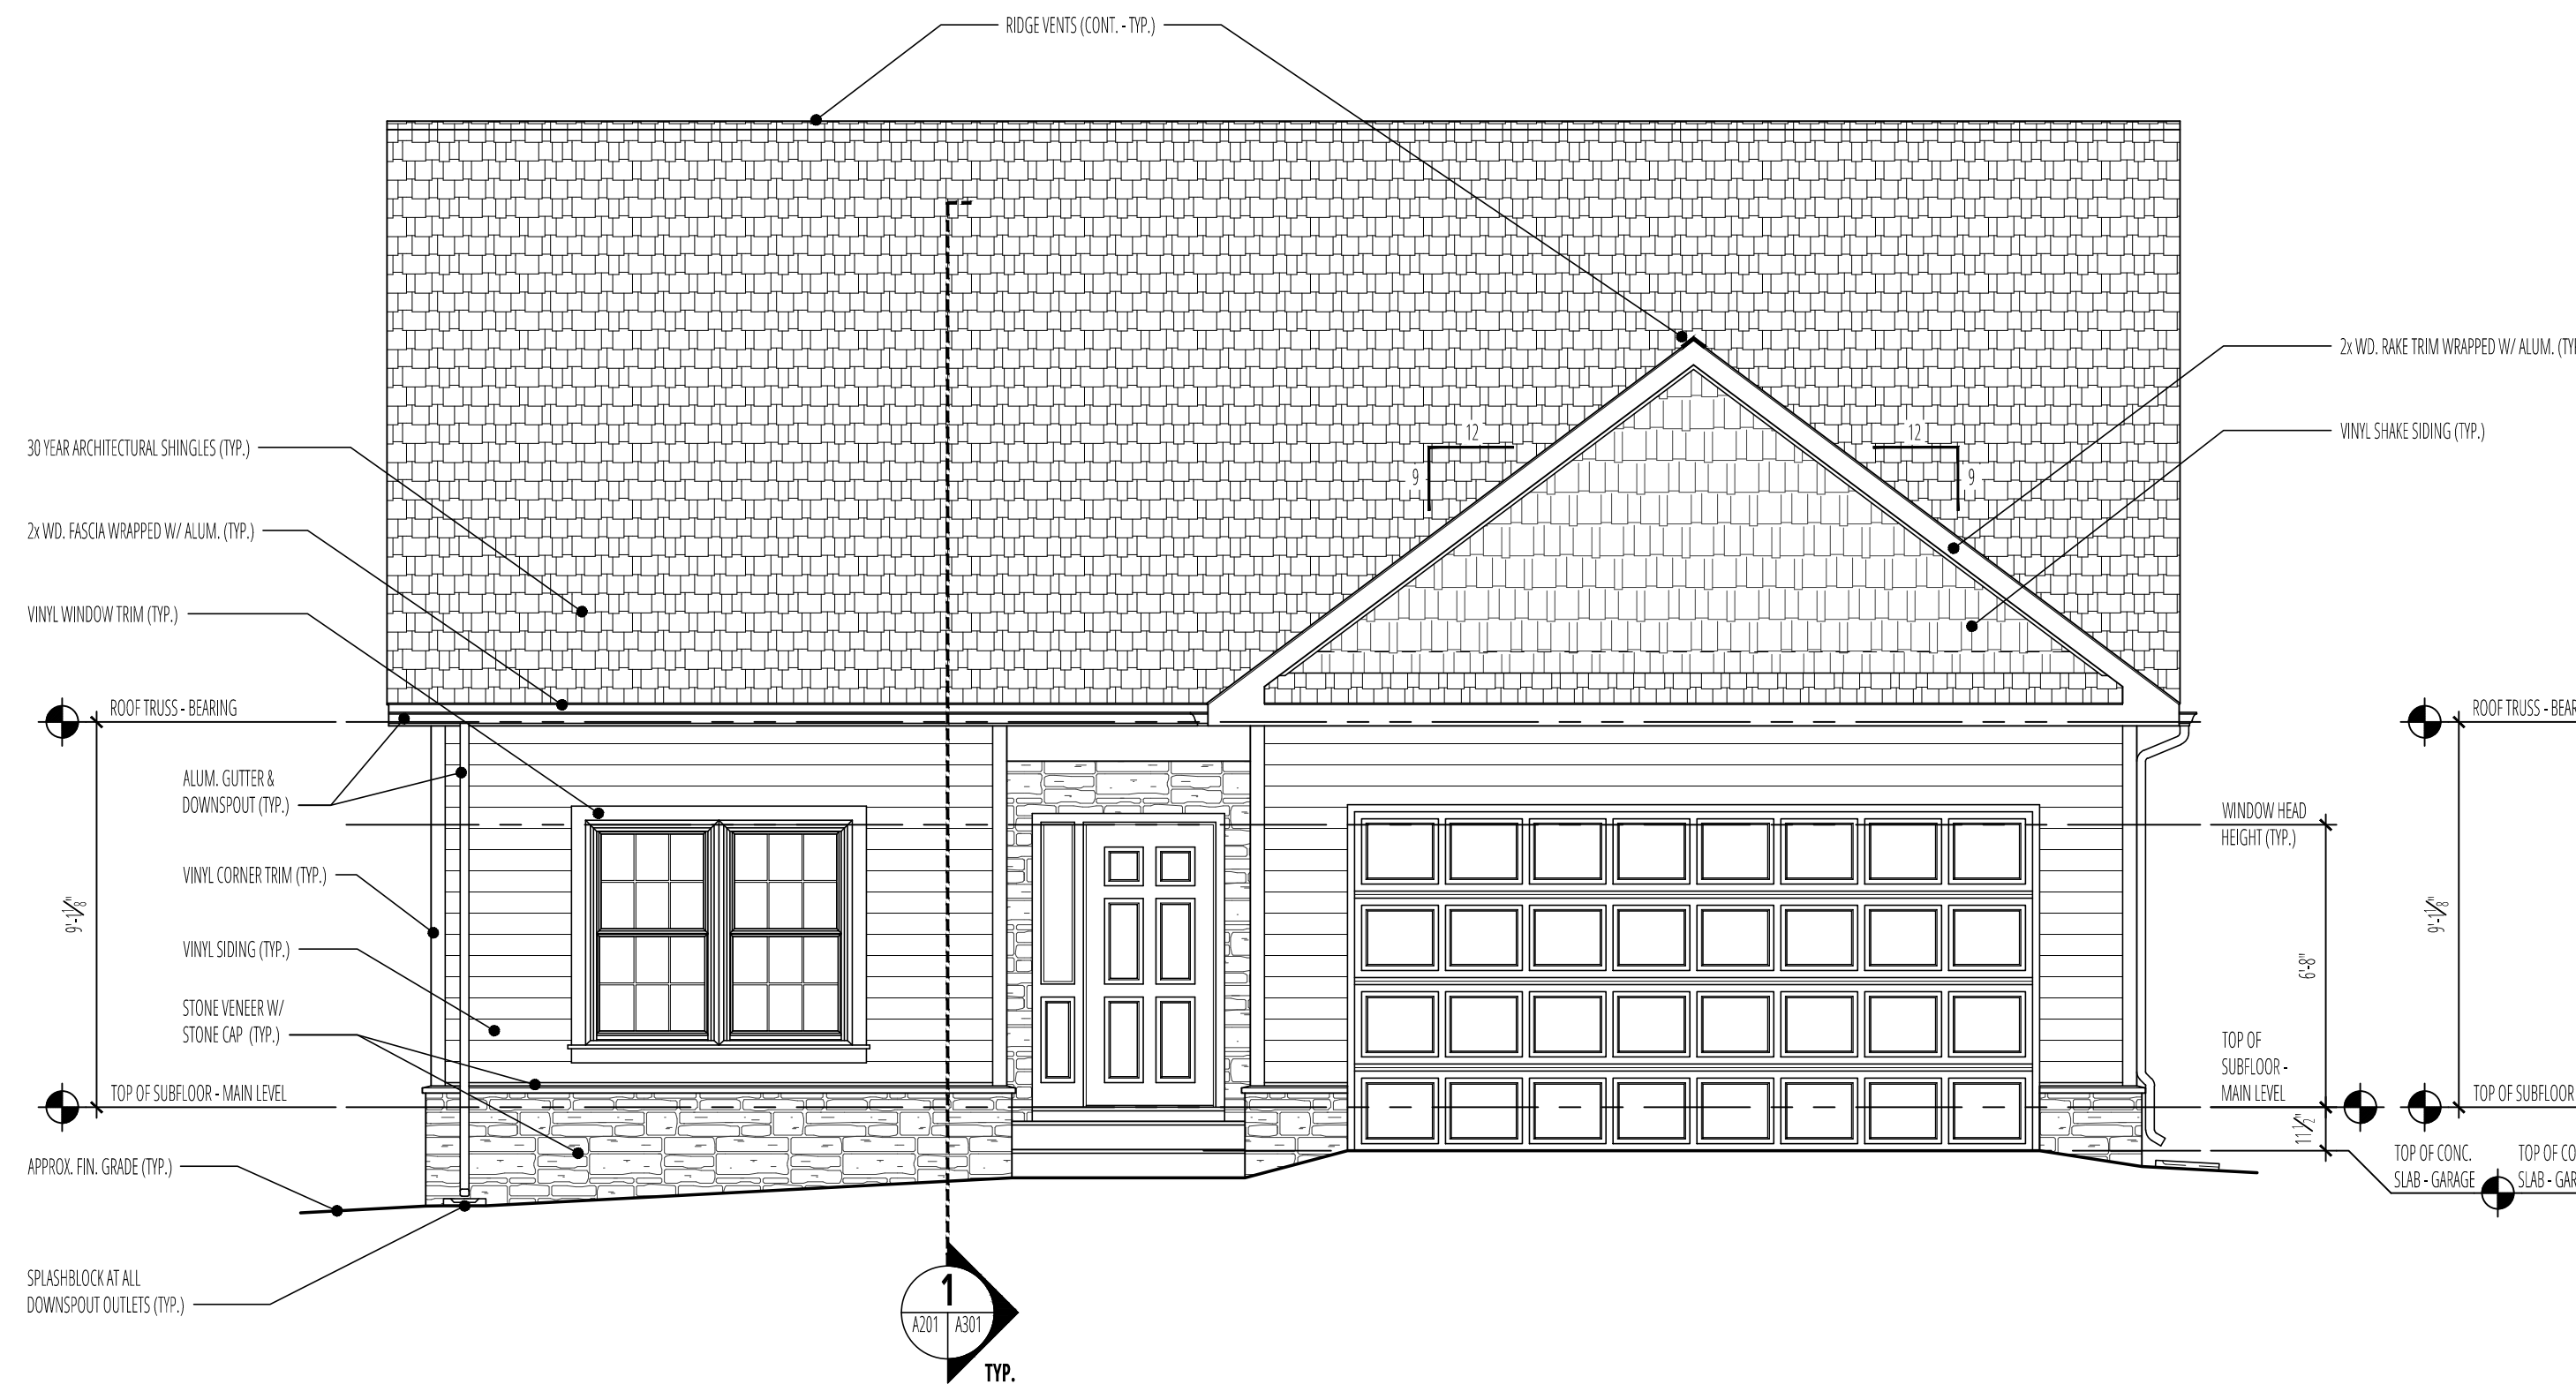 RIDGE VENTS (CONT. - TYP.)
2x WD. RAKE TRIM WRAPPED W/ ALUM. (TY
VINYL SHAKE SIDING (TYP.)
12
9
12
9
30 YEAR ARCHITECTURAL SHINGLES (TYP.)
2x WD. FASCIA WRAPPED W/ ALUM. (TYP.)
VINYL WINDOW TRIM (TYP.)
ROOF TRUSS - BEARING
ALUM. GUTTER &
DOWNSPOUT (TYP.)
VINYL CORNER TRIM (TYP.)
9'-1 1/8"
VINYL SIDING (TYP.)
STONE VENEER W/
STONE CAP (TYP.)
TOP OF SUBFLOOR - MAIN LEVEL
APPROX. FIN. GRADE (TYP.)
SPLASHBLOCK AT ALL
DOWNSPOUT OUTLETS (TYP.)
1
A201
A301
TYP.
WINDOW HEAD
HEIGHT (TYP.)
6'-8"
TOP OF
SUBFLOOR -
MAIN LEVEL
11 1/2"
TOP OF CONC.
SLAB - GARAGE
ROOF TRUSS - BEAR
9'-1 1/8"
TOP OF SUBFLOOR
TOP OF CO
SLAB - GAR